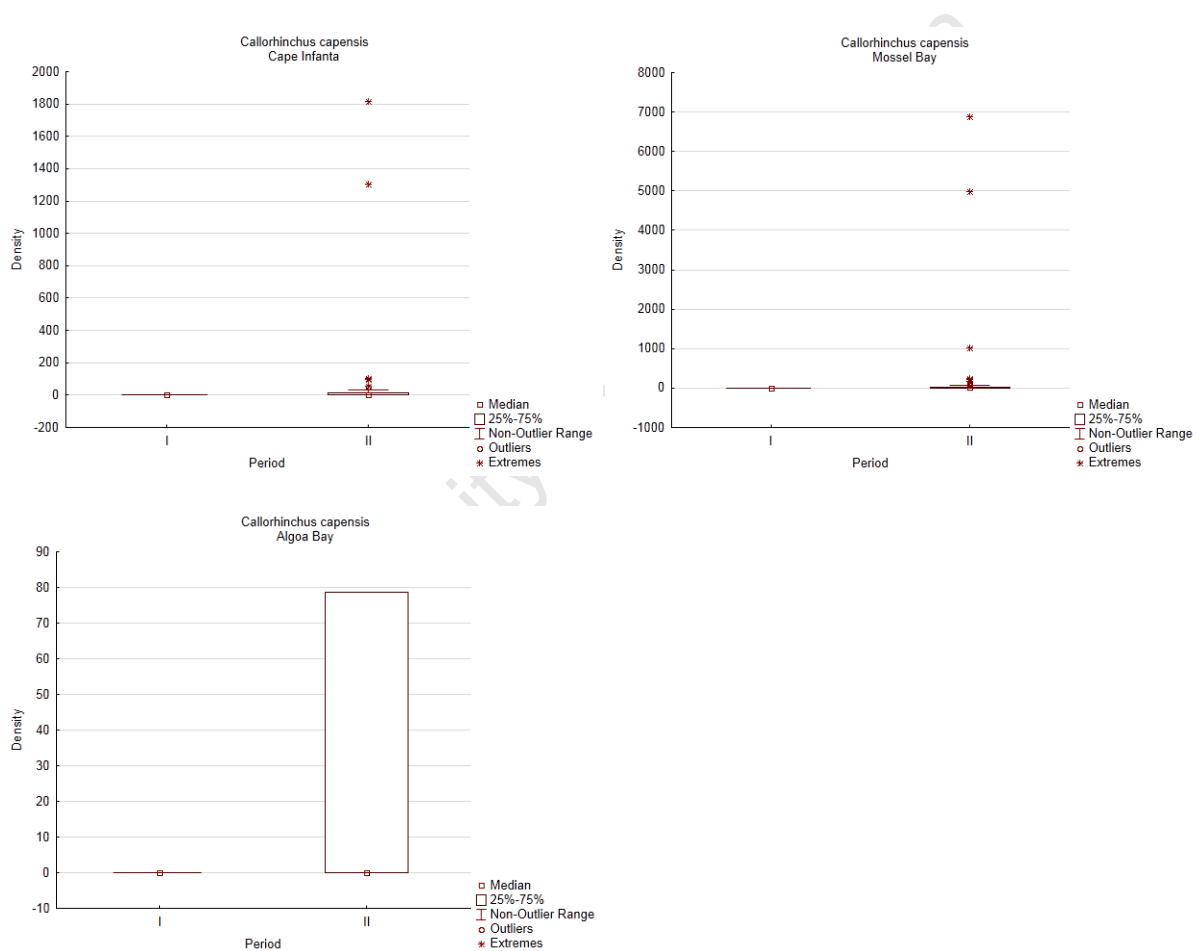 Callorhinchus capensis
Cape Infanta
2000
1800
1600
1400
1200
1000
800
600
400
200
0
-200
Density
I
II
Period
Median
25%-75%
Non-Outlier Range
Outliers
Extremes
Callorhinchus capensis
Mossel Bay
8000
7000
6000
5000
4000
3000
2000
1000
0
-1000
Density
I
II
Period
Median
25%-75%
Non-Outlier Range
Outliers
Extremes
ity
Callorhinchus capensis
Algoa Bay
90
80
70
60
50
40
30
20
10
0
-10
Density
I
II
Period
Median
25%-75%
Non-Outlier Range
Outliers
Extremes